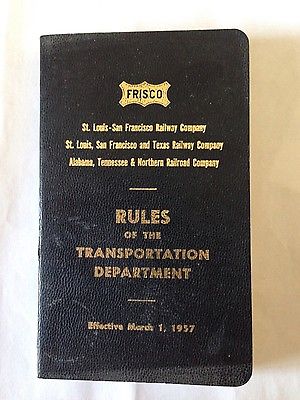 FRISCO
St. Louis-San Francisco Railway Company
St. Louis, San Francisco and Texas Railway Company
Alabama, Tennessee & Northern Railroad Company
RULES
OF THE
TRANSPORTATION
DEPARTMENT
Effective March 1, 1957